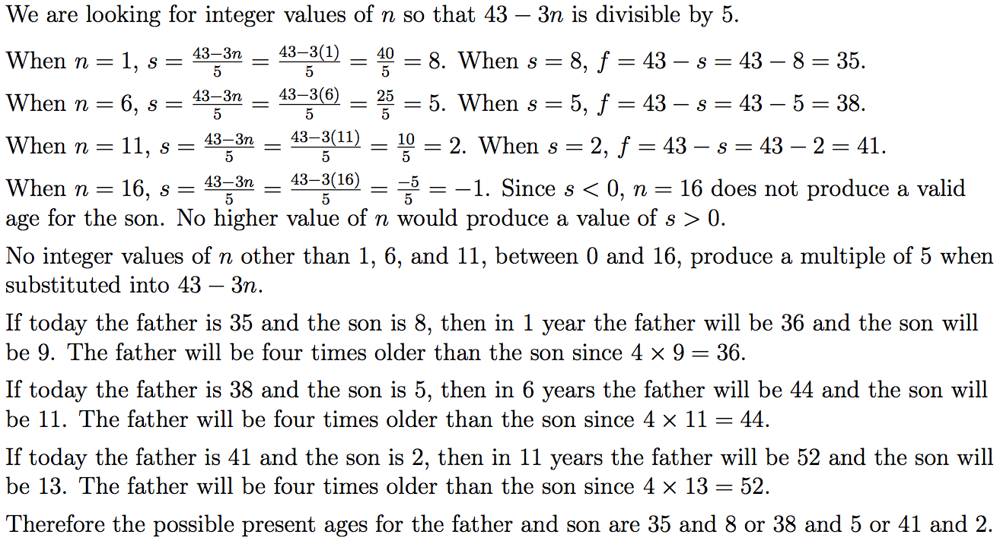 We are looking for integer values of n so that 43 − 3n is divisible by 5.
When n = 1, s = \frac{43−3n}{5} = \frac{43−3(1)}{5} = \frac{40}{5} = 8. When s = 8, f = 43 − s = 43 − 8 = 35.
When n = 6, s = \frac{43−3n}{5} = \frac{43−3(6)}{5} = \frac{25}{5} = 5. When s = 5, f = 43 − s = 43 − 5 = 38.
When n = 11, s = \frac{43−3n}{5} = \frac{43−3(11)}{5} = \frac{10}{5} = 2. When s = 2, f = 43 − s = 43 − 2 = 41.
When n = 16, s = \frac{43−3n}{5} = \frac{43−3(16)}{5} = \frac{−5}{5} = −1. Since s < 0, n = 16 does not produce a valid
age for the son. No higher value of n would produce a value of s > 0.
No integer values of n other than 1, 6, and 11, between 0 and 16, produce a multiple of 5 when
substituted into 43 − 3n.
If today the father is 35 and the son is 8, then in 1 year the father will be 36 and the son will
be 9. The father will be four times older than the son since 4 × 9 = 36.
If today the father is 38 and the son is 5, then in 6 years the father will be 44 and the son will
be 11. The father will be four times older than the son since 4 × 11 = 44.
If today the father is 41 and the son is 2, then in 11 years the father will be 52 and the son will
be 13. The father will be four times older than the son since 4 × 13 = 52.
Therefore the possible present ages for the father and son are 35 and 8 or 38 and 5 or 41 and 2.